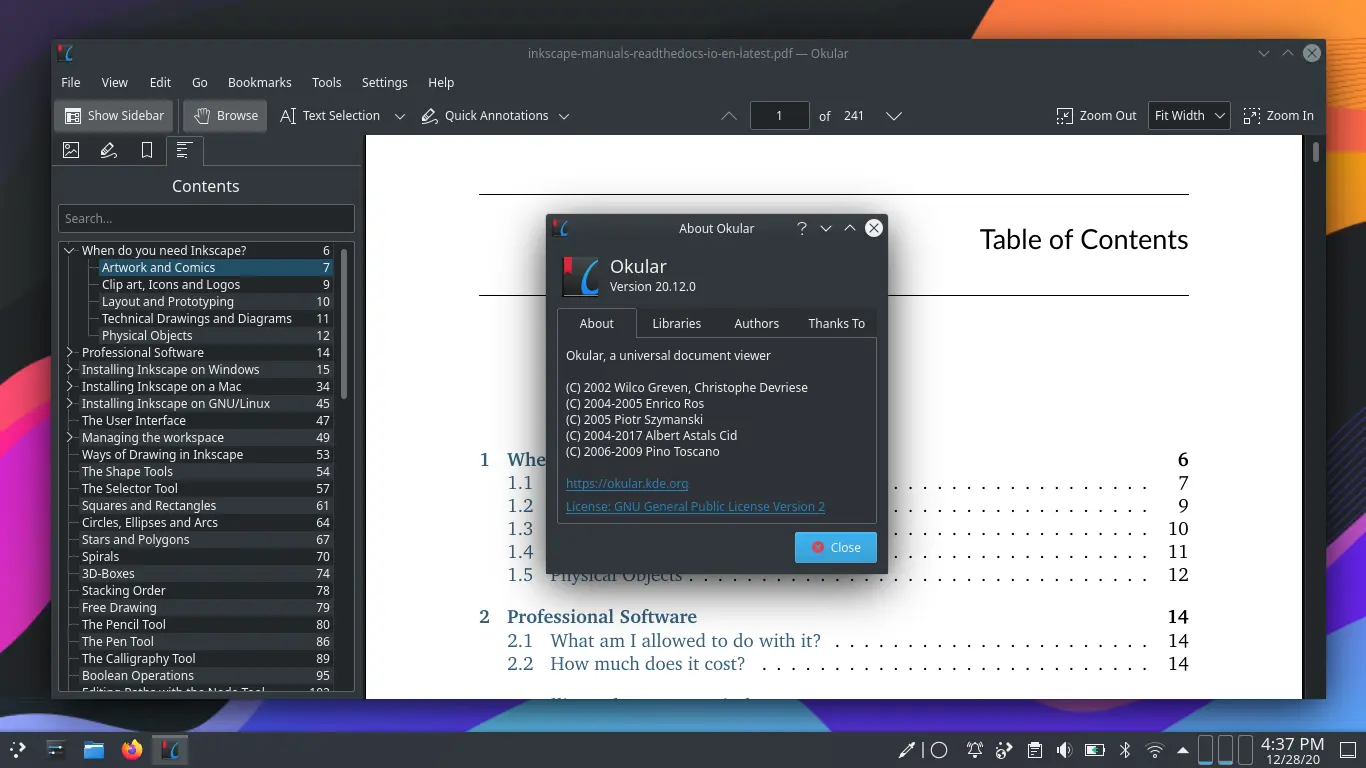 inkscape-manuals-readthedocs-io-en-latest.pdf — Okular
File View Edit Go Bookmarks Tools Settings Help
Show Sidebar Browse Text Selection Quick Annotations 1 of 241 Zoom Out Fit Width Zoom In
Contents
Search...
When do you need Inkscape? 6
Artwork and Comics 7
Clip art, Icons and Logos 9
Layout and Prototyping 10
Technical Drawings and Diagrams 11
Physical Objects 12
Professional Software 14
Installing Inkscape on Windows 15
Installing Inkscape on a Mac 34
Installing Inkscape on GNU/Linux 45
The User Interface 47
Managing the workspace 49
Ways of Drawing in Inkscape 53
The Shape Tools 54
The Selector Tool 57
Squares and Rectangles 61
Circles, Ellipses and Arcs 64
Stars and Polygons 67
Spirals 70
3D-Boxes 74
Stacking Order 78
Free Drawing 79
The Pencil Tool 80
The Pen Tool 86
The Calligraphy Tool 89
Boolean Operations 95
Editing Paths with the Node Tool
Table of Contents
1 Whe 6
1.1 . . . . . . . . . . . . . . . . . 7
1.2 . . . . . . . . . . . . . . . . . 9
1.3 . . . . . . . . . . . . . . . . . 10
1.4 . . . . . . . . . . . . . . . . . 11
1.5 Physical Objects . . . . . . . . . . . . . . . . . . . . . . . . . . 12
2 Professional Software 14
2.1 What am I allowed to do with it? . . . . . . . . . . . . . . . . . . . . 14
2.2 How much does it cost? . . . . . . . . . . . . . . . . . . . . . . . . 14
About Okular
Okular
Version 20.12.0
About Libraries Authors Thanks To
Okular, a universal document viewer
(C) 2002 Wilco Greven, Christophe Devriese
(C) 2004-2005 Enrico Ros
(C) 2005 Piotr Szymanski
(C) 2004-2017 Albert Astals Cid
(C) 2006-2009 Pino Toscano
https://okular.kde.org
License: GNU General Public License Version 2
Close
4:37 PM
12/28/20